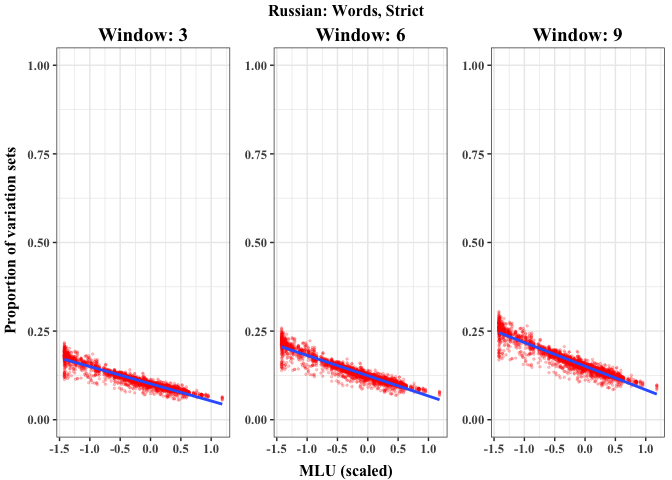 Russian: Words, Strict
Window: 3 Window: 6 Window: 9
Proportion of variation sets
1.00 1.00 1.00
0.75 0.75 0.75
0.50 0.50 0.50
0.25 0.25 0.25
0.00 0.00 0.00
-1.5 -1.0 -0.5 0.0 0.5 1.0 -1.5 -1.0 -0.5 0.0 0.5 1.0 -1.5 -1.0 -0.5 0.0 0.5 1.0
MLU (scaled)